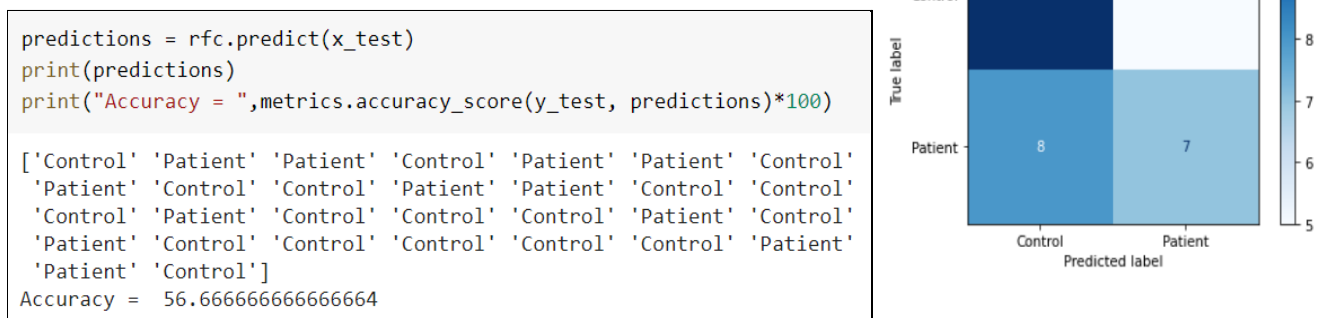 predictions = rfc.predict(x_test)
print(predictions)
print("Accuracy = ",metrics.accuracy_score(y_test, predictions)*100)
['Control' 'Patient' 'Patient' 'Control' 'Patient' 'Patient' 'Control'
'Patient' 'Control' 'Control' 'Patient' 'Patient' 'Control' 'Control'
'Control' 'Patient' 'Control' 'Control' 'Control' 'Patient' 'Control'
'Patient' 'Control' 'Control' 'Control' 'Control' 'Control' 'Patient'
'Patient' 'Control']
Accuracy =  56.666666666666664
True label
Patient
8
7
Control
Patient
Predicted label
8
7
6
5